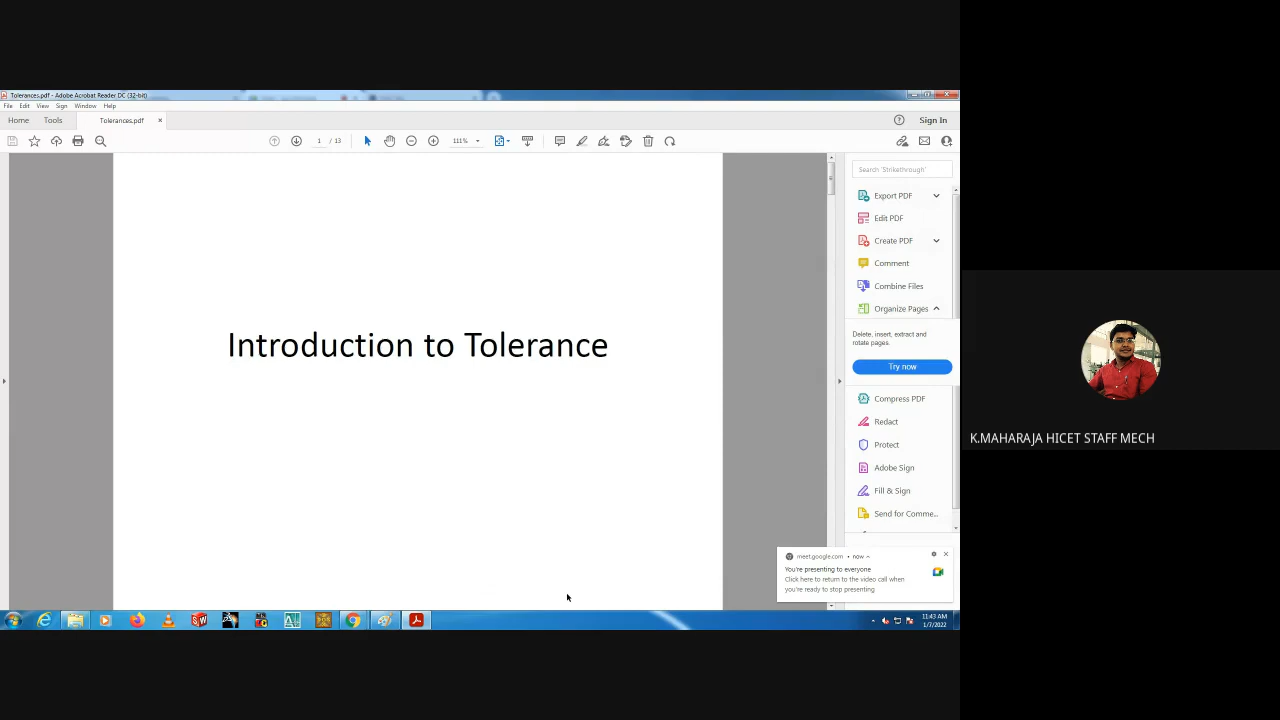 Tolerances.pdf - Adobe Acrobat Reader DC (32-bit)
File Edit View Sign Window Help
Home Tools Tolerances.pdf × Sign In
1 / 13 111%
Search 'Strikethrough'
Export PDF
Edit PDF
Create PDF
Comment
Combine Files
Organize Pages
Delete, insert, extract and
rotate pages.
Try now
Compress PDF
Redact
Protect
Adobe Sign
Fill & Sign
Send for Comme...
Introduction to Tolerance
meet.google.com • now
You're presenting to everyone
Click here to return to the video call when
you're ready to stop presenting
11:43 AM
1/7/2022
K.MAHARAJA HICET STAFF MECH